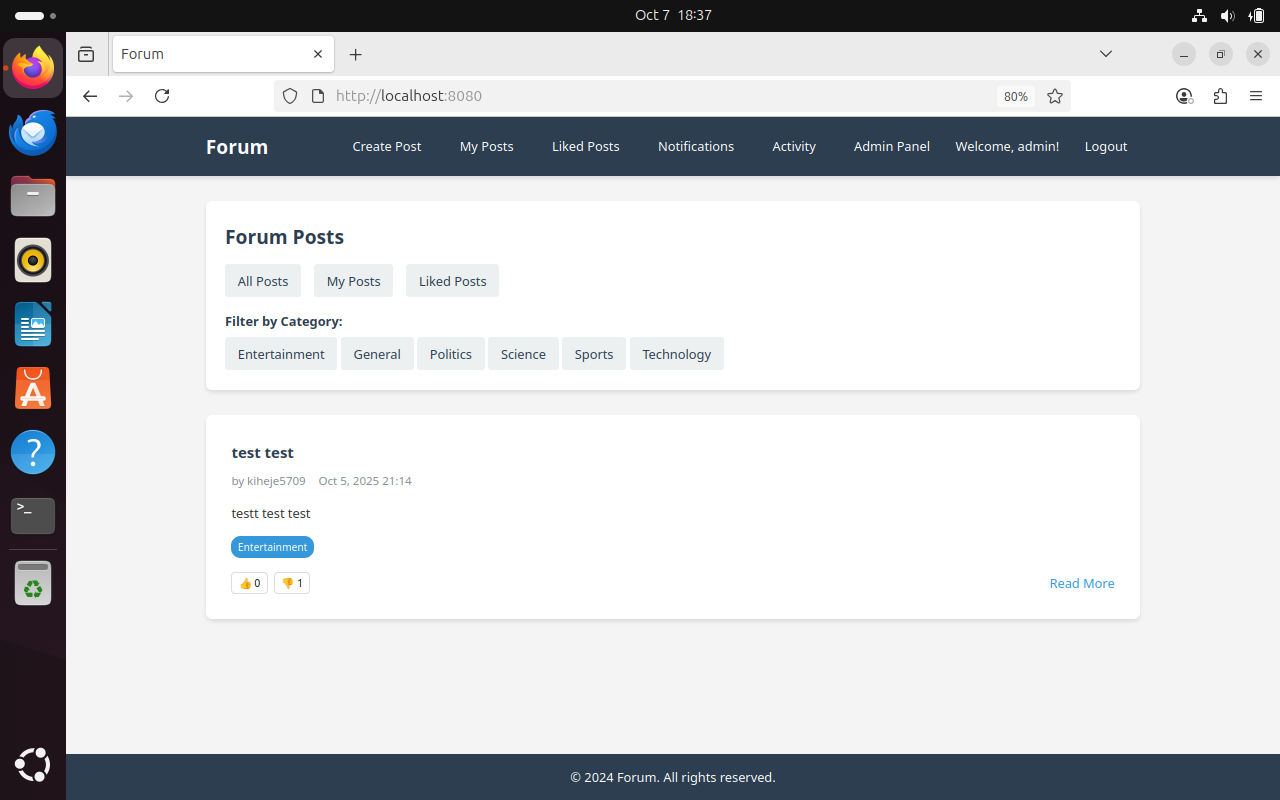 Oct 7 18:37
Forum
http://localhost:8080
80%
Forum
Create Post
My Posts
Liked Posts
Notifications
Activity
Admin Panel
Welcome, admin!
Logout
Forum Posts
All Posts
My Posts
Liked Posts
Filter by Category:
Entertainment
General
Politics
Science
Sports
Technology
test test
by kiheje5709 Oct 5, 2025 21:14
testt test test
Entertainment
👍 0
👎 1
Read More
© 2024 Forum. All rights reserved.